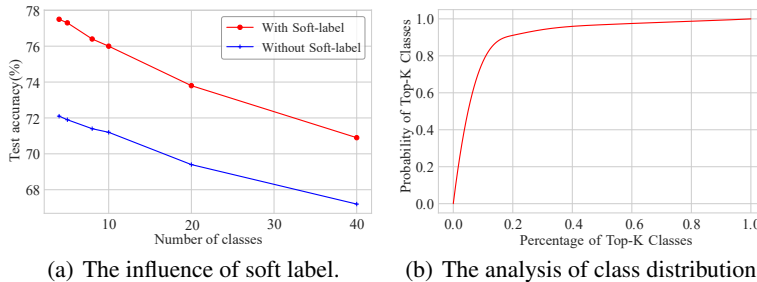 78
76
74
72
70
68
Test accuracy(%)
With Soft-label
Without Soft-label
10
20
30
40
Number of classes
(a) The influence of soft label.
1.0
0.8
0.6
0.4
0.2
0.0
Probability of Top-K Classes
0.0
0.2
0.4
0.6
0.8
1.0
Percentage of Top-K Classes
(b) The analysis of class distribution